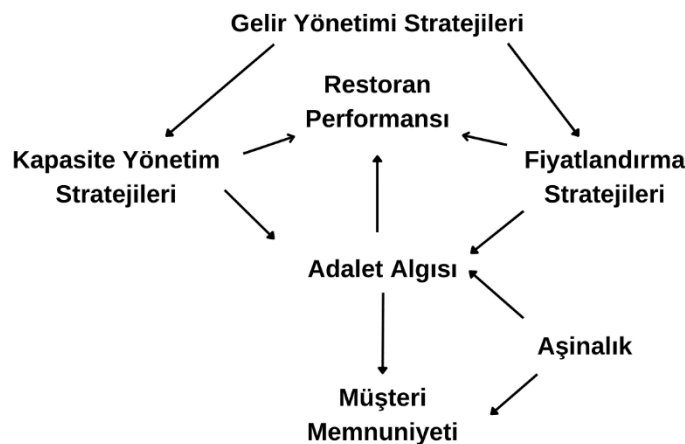 Gelir Yönetimi Stratejileri
Restoran
Performansı
Kapasite Yönetim
Stratejileri
Fiyatlandırma
Stratejileri
Adalet Algısı
Aşinalık
Müşteri
Memnuniyeti